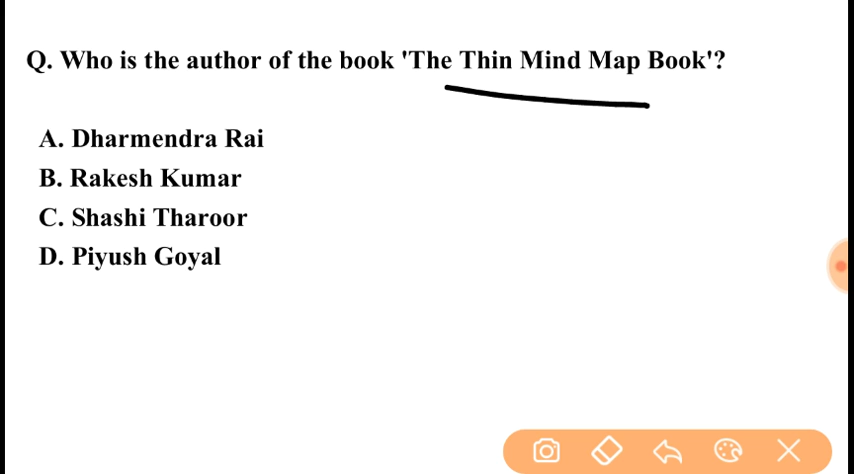 Q. Who is the author of the book 'The Thin Mind Map Book'?
A. Dharmendra Rai
B. Rakesh Kumar
C. Shashi Tharoor
D. Piyush Goyal